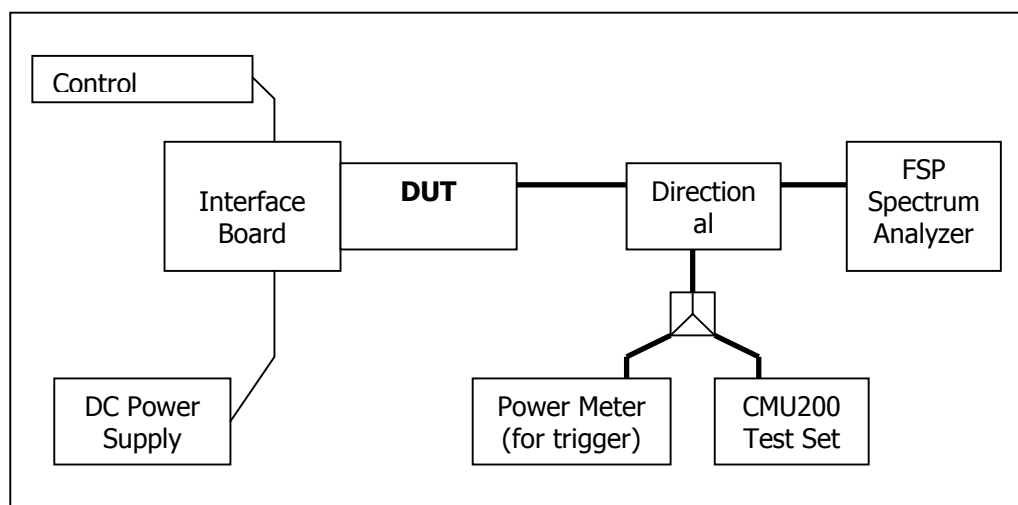 Control
Interface
Board
DUT
Direction
al
FSP
Spectrum
Analyzer
DC Power
Supply
Power Meter
(for trigger)
CMU200
Test Set